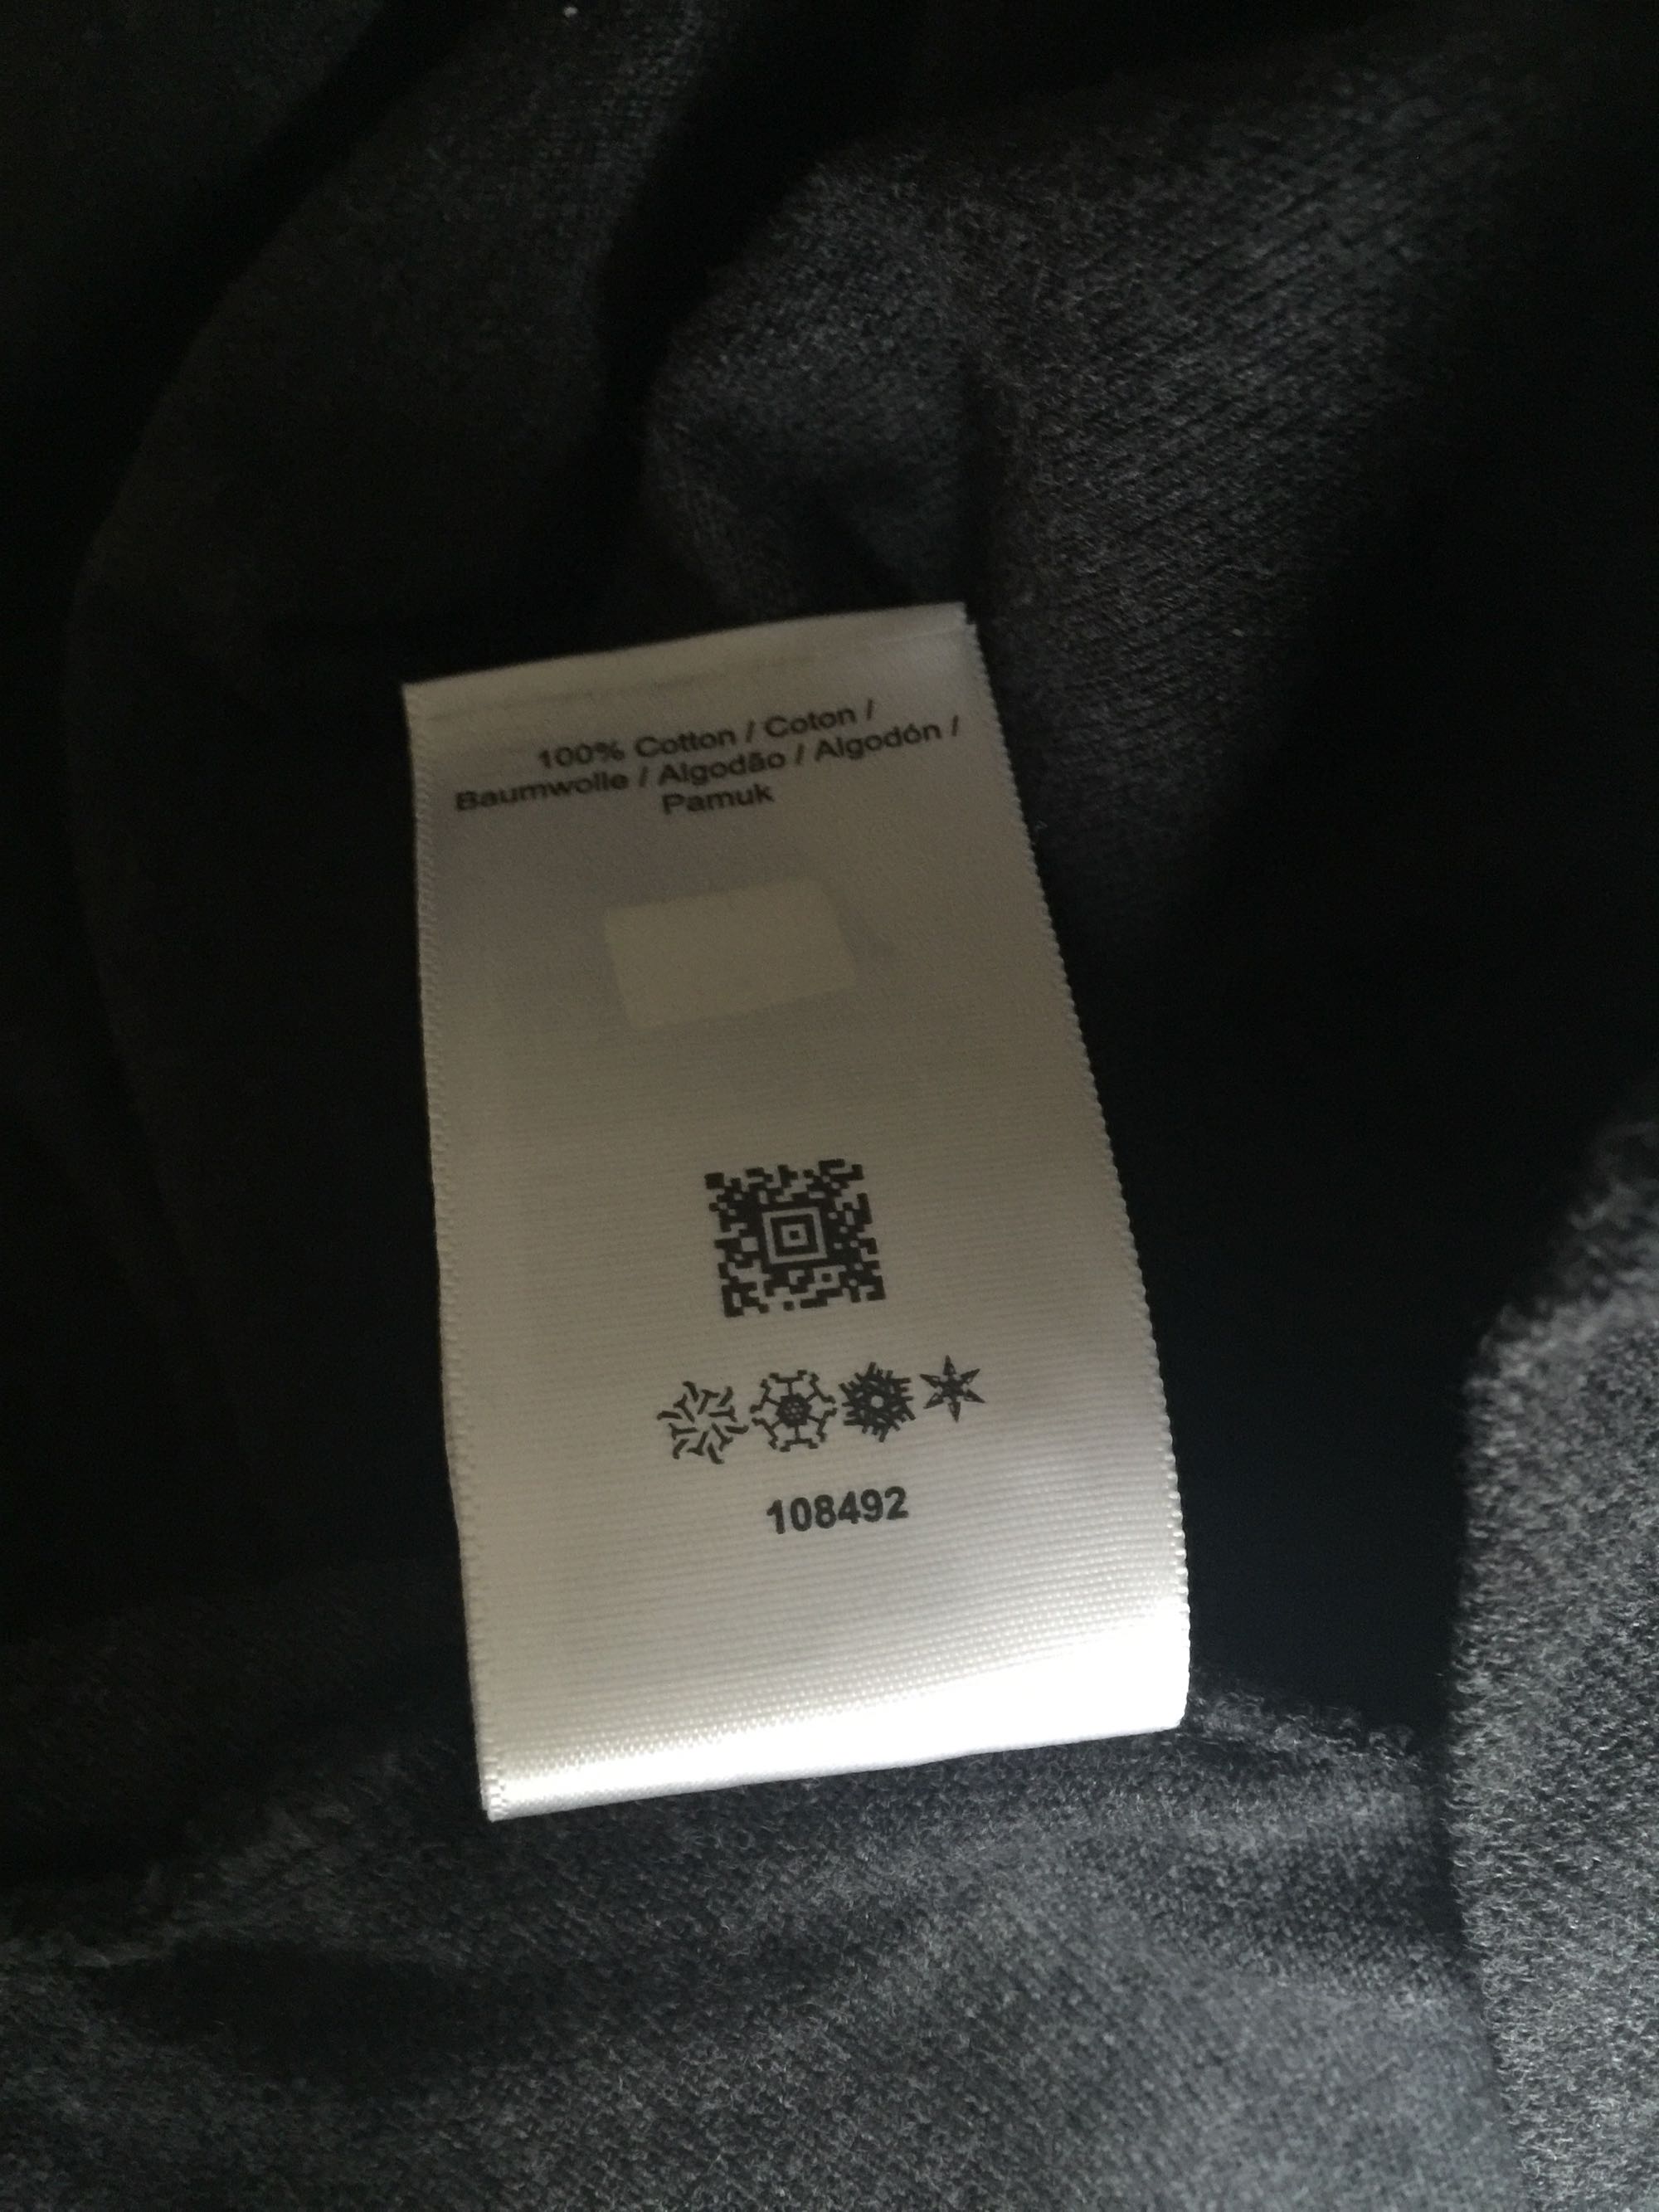 100% Cotton / Coton /
Baumwolle / Algodão / Algodón /
Pamuk
108492